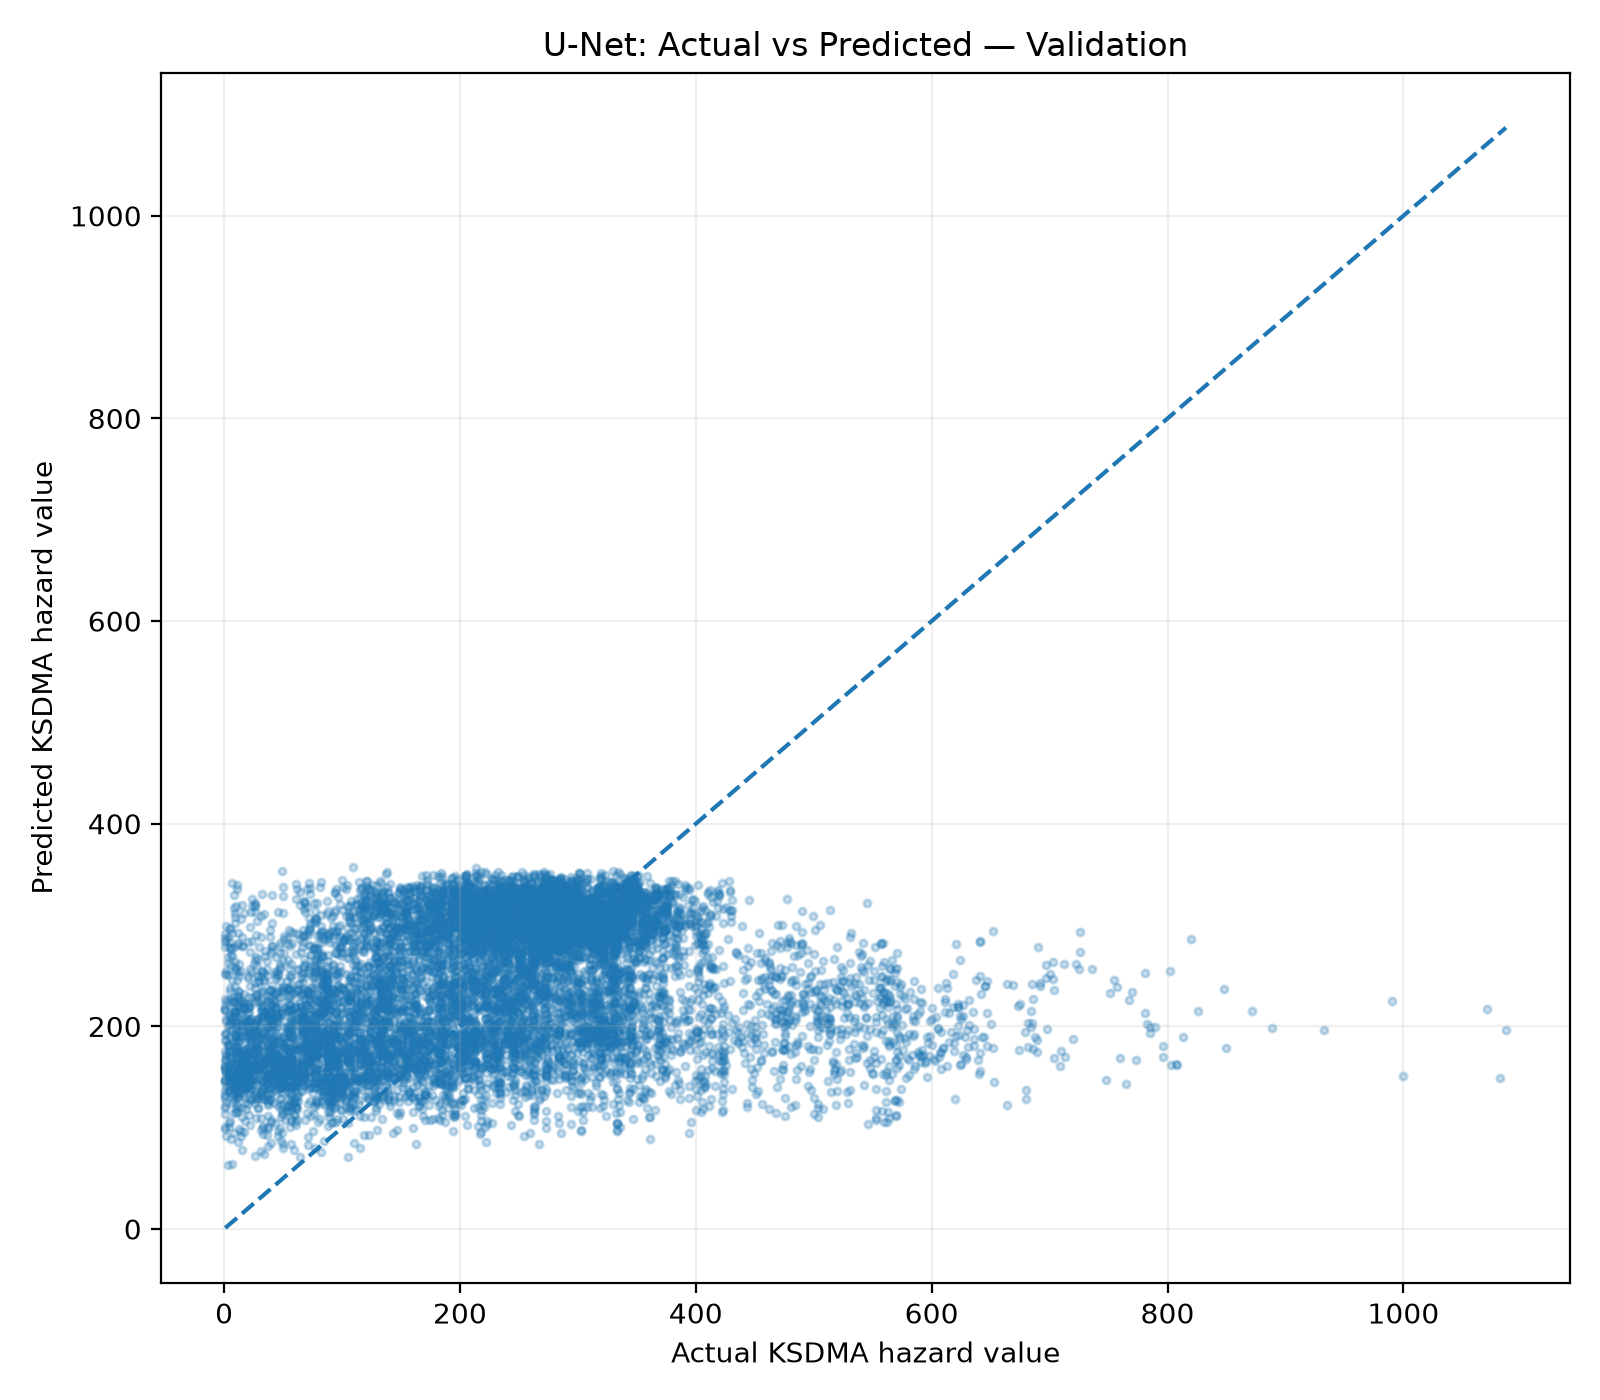 U-Net: Actual vs Predicted — Validation
Predicted KSDMA hazard value
1000
800
600
400
200
0
0 200 400 600 800 1000
Actual KSDMA hazard value